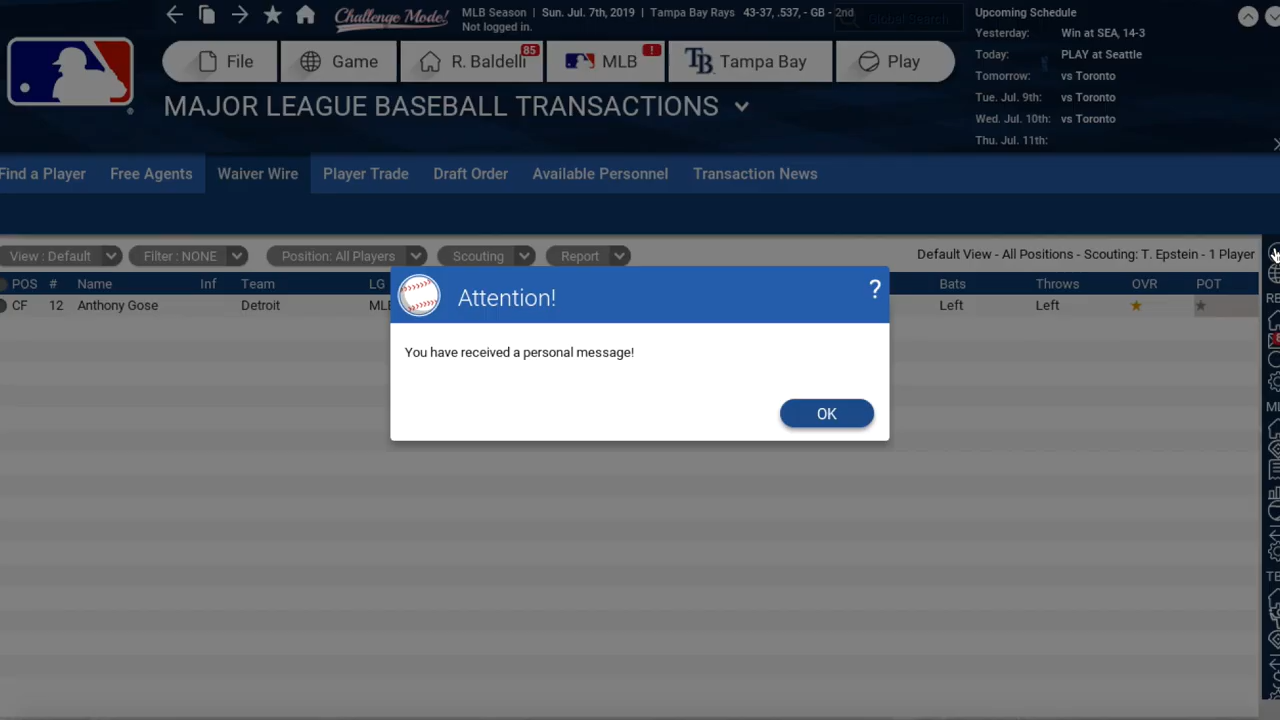 Challenge Mode!
MLB Season | Sun. Jul. 7th, 2019 | Tampa Bay Rays 43-37, .537, - GB - 2nd
Not logged in.
Global Search
File
Game
R. Baldelli
85
MLB
!
Tampa Bay
Play
Upcoming Schedule
Yesterday: Win at SEA, 14-3
Today: PLAY at Seattle
Tomorrow: vs Toronto
Tue. Jul. 9th: vs Toronto
Wed. Jul. 10th: vs Toronto
Thu. Jul. 11th:
MAJOR LEAGUE BASEBALL TRANSACTIONS
Find a Player Free Agents Waiver Wire Player Trade Draft Order Available Personnel Transaction News
View : Default Filter : NONE Position: All Players Scouting Report
Default View - All Positions - Scouting: T. Epstein - 1 Player
POS # Name Inf Team LG Bats Throws OVR POT
CF 12 Anthony Gose Detroit MLB Left Left
Attention!
?
You have received a personal message!
OK